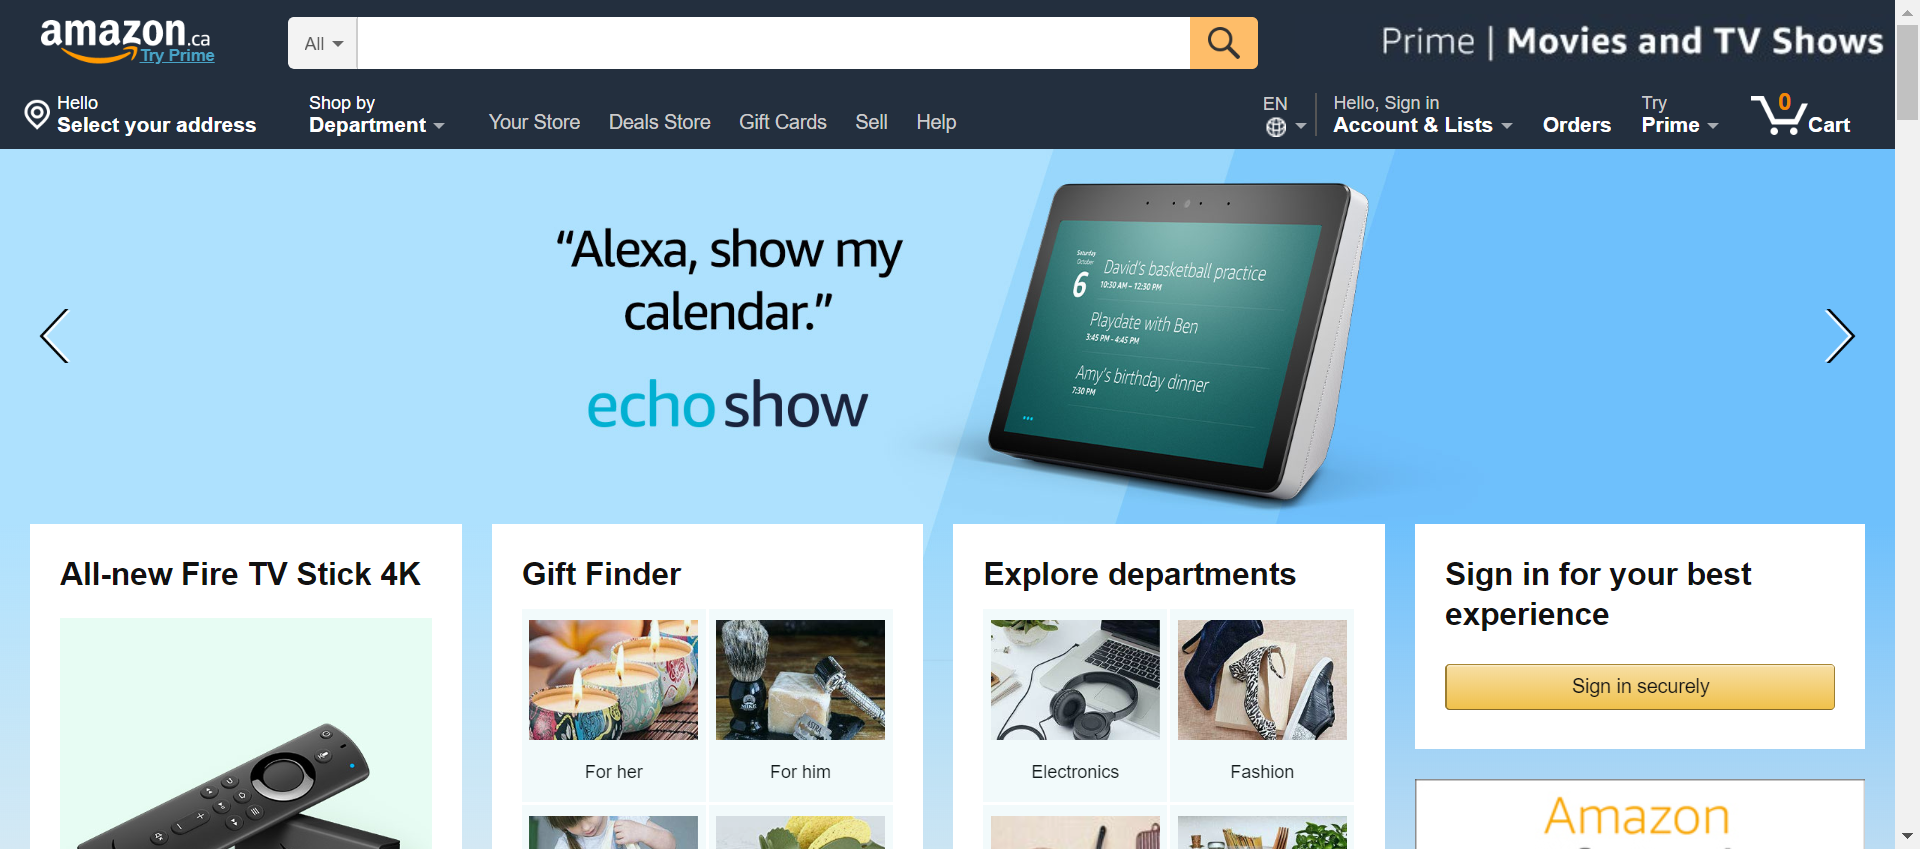 amazon.ca
Try Prime
All
Prime | Movies and TV Shows
Hello
Select your address
Shop by
Department
Your Store
Deals Store
Gift Cards
Sell
Help
EN
Hello, Sign in
Account & Lists
Orders
Try
Prime
0
Cart
“Alexa, show my
calendar.”
echo show
Saturday
October
6
David's basketball practice
10:30 AM – 12:30 PM
Playdate with Ben
3:45 PM - 4:45 PM
Amy's birthday dinner
7:30 PM
All-new Fire TV Stick 4K
Gift Finder
For her
For him
Explore departments
Electronics
Fashion
Sign in for your best
experience
Sign in securely
Amazon